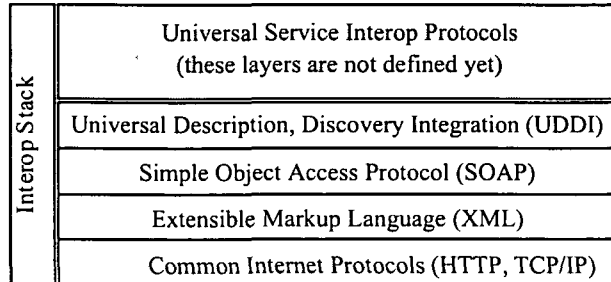 Interop Stack
Universal Service Interop Protocols
(these layers are not defined yet)
Universal Description, Discovery Integration (UDDI)
Simple Object Access Protocol (SOAP)
Extensible Markup Language (XML)
Common Internet Protocols (HTTP, TCP/IP)